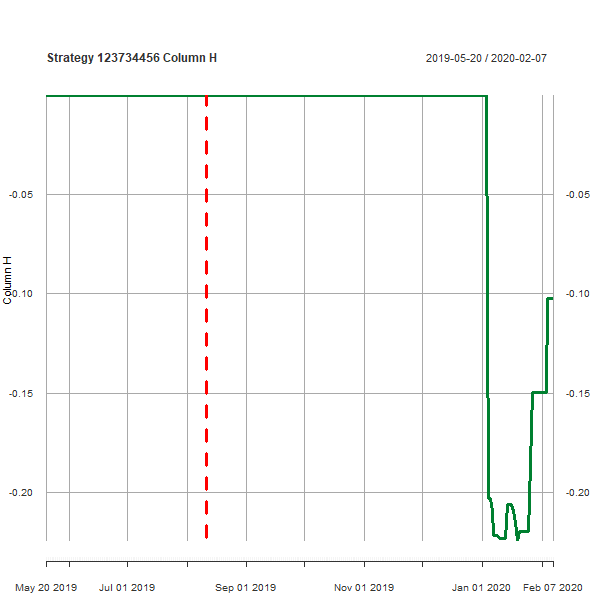 Strategy 123734456 Column H
2019-05-20 / 2020-02-07
-0.05
-0.05
Column H
-0.10
-0.10
-0.15
-0.15
-0.20
-0.20
May 20 2019
Jul 01 2019
Sep 01 2019
Nov 01 2019
Jan 01 2020
Feb 07 2020